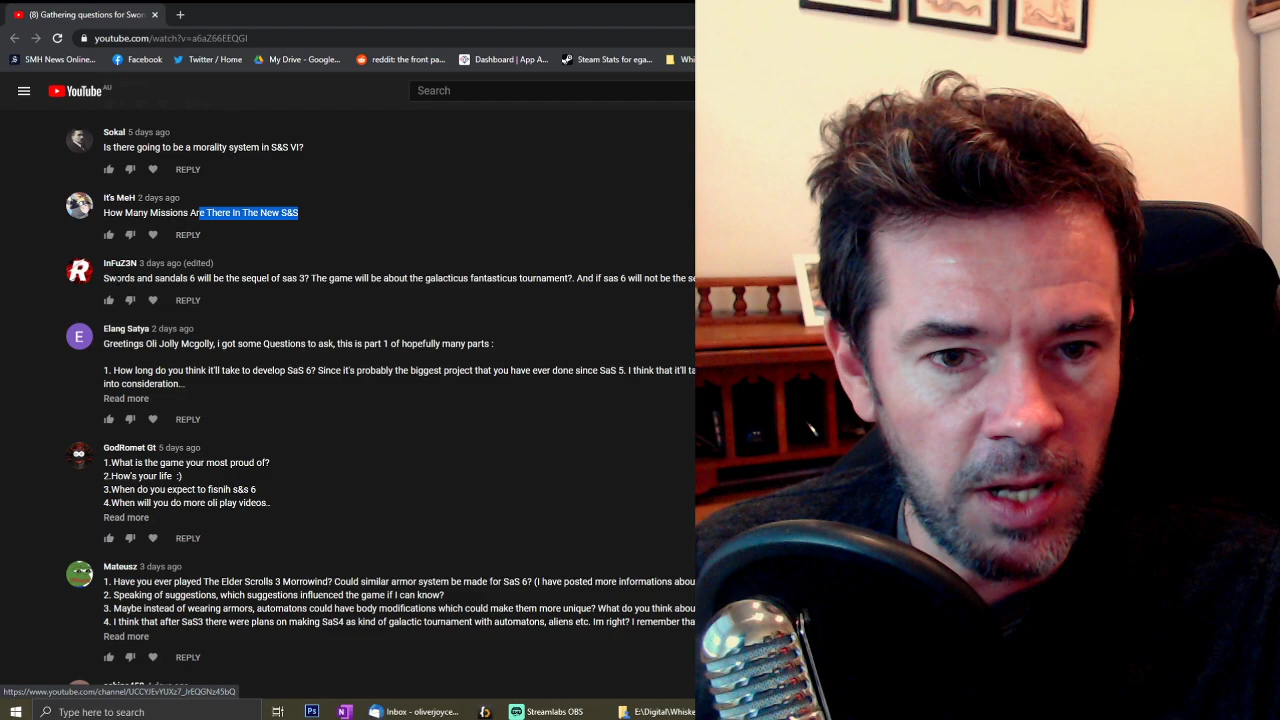 (8) Gathering questions for Swor
youtube.com/watch?v=a6aZ66EEQGI
SMH News Online...
Facebook
Twitter / Home
My Drive - Google...
reddit: the front pa...
Dashboard | App A...
Steam Stats for ega...
Whi
YouTube AU
Search
Sokal 5 days ago
Is there going to be a morality system in S&S VI?
REPLY
It's MeH 2 days ago
How Many Missions Are There In The New S&S
REPLY
InFuZ3N 3 days ago (edited)
Swords and sandals 6 will be the sequel of sas 3? The game will be about the galacticus fantasticus tournament?. And if sas 6 will not be the se
REPLY
E
Elang Satya 2 days ago
Greetings Oli Jolly Mcgolly, i got some Questions to ask, this is part 1 of hopefully many parts :
1. How long do you think it'll take to develop SaS 6? Since it's probably the biggest project that you have ever done since SaS 5. I think that it'll ta
into consideration...
Read more
REPLY
GodRomet Gt 5 days ago
1.What is the game your most proud of?
2.How's your life :)
3.When do you expect to fisnih s&s 6
4.When will you do more oli play videos..
Read more
REPLY
Mateusz 3 days ago
1. Have you ever played The Elder Scrolls 3 Morrowind? Could similar armor system be made for SaS 6? (I have posted more informations abou
2. Speaking of suggestions, which suggestions influenced the game if I can know?
3. Maybe instead of wearing armors, automatons could have body modifications which could make them more unique? What do you think abou
4. I think that after SaS3 there were plans on making SaS4 as kind of galactic tournament with automatons, aliens etc. Im right? I remember tha
Read more
REPLY
https://www.youtube.com/channel/UCCYJEvYUXz7_JrEQGNz45bQ
Type here to search
Ps
N
Inbox - oliverjoyce...
Streamlabs OBS
E:\Digital\Whiske